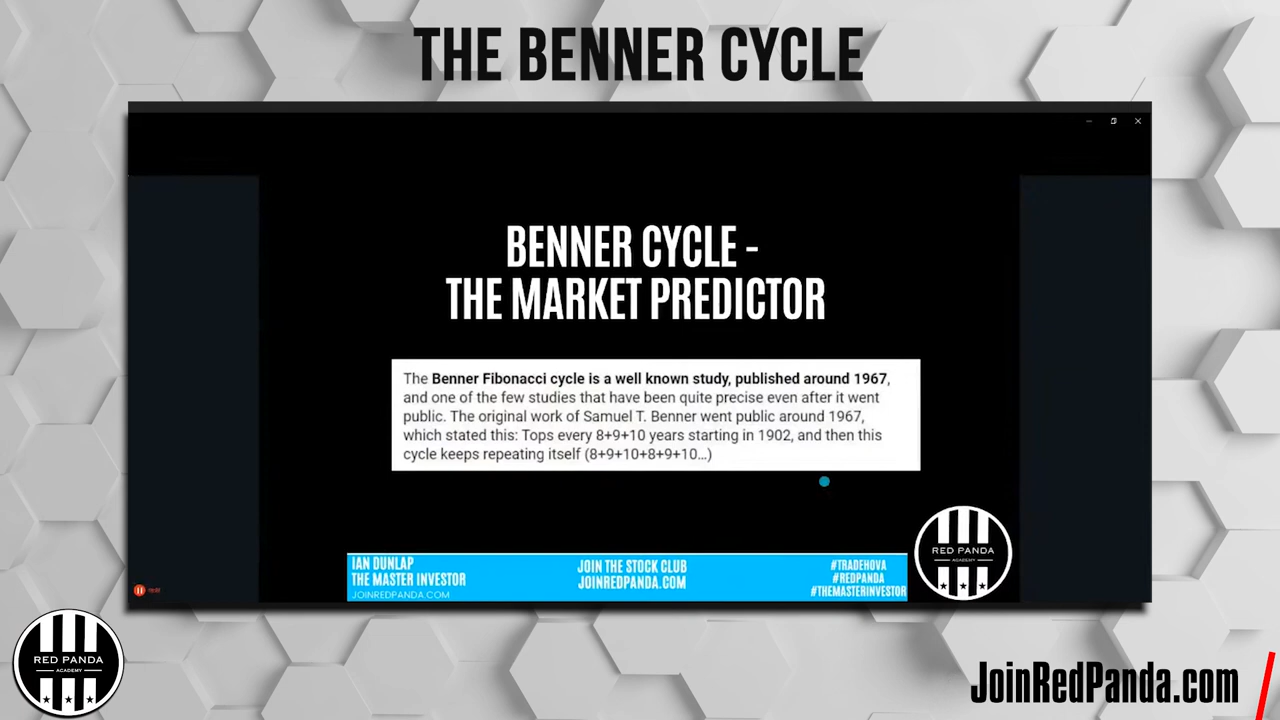 THE BENNER CYCLE
BENNER CYCLE -
THE MARKET PREDICTOR
The Benner Fibonacci cycle is a well known study, published around 1967,
and one of the few studies that have been quite precise even after it went
public. The original work of Samuel T. Benner went public around 1967,
which stated this: Tops every 8+9+10 years starting in 1902, and then this
cycle keeps repeating itself (8+9+10+8+9+10...)
IAN DUNLAP
THE MASTER INVESTOR
JOINREDPANDA.COM
JOIN THE STOCK CLUB
JOINREDPANDA.COM
#TRADEHOVA
#REDPANDA
#THEMASTERINVESTOR
RED PANDA
ACADEMY
RED PANDA
ACADEMY
JoinRedPanda.com